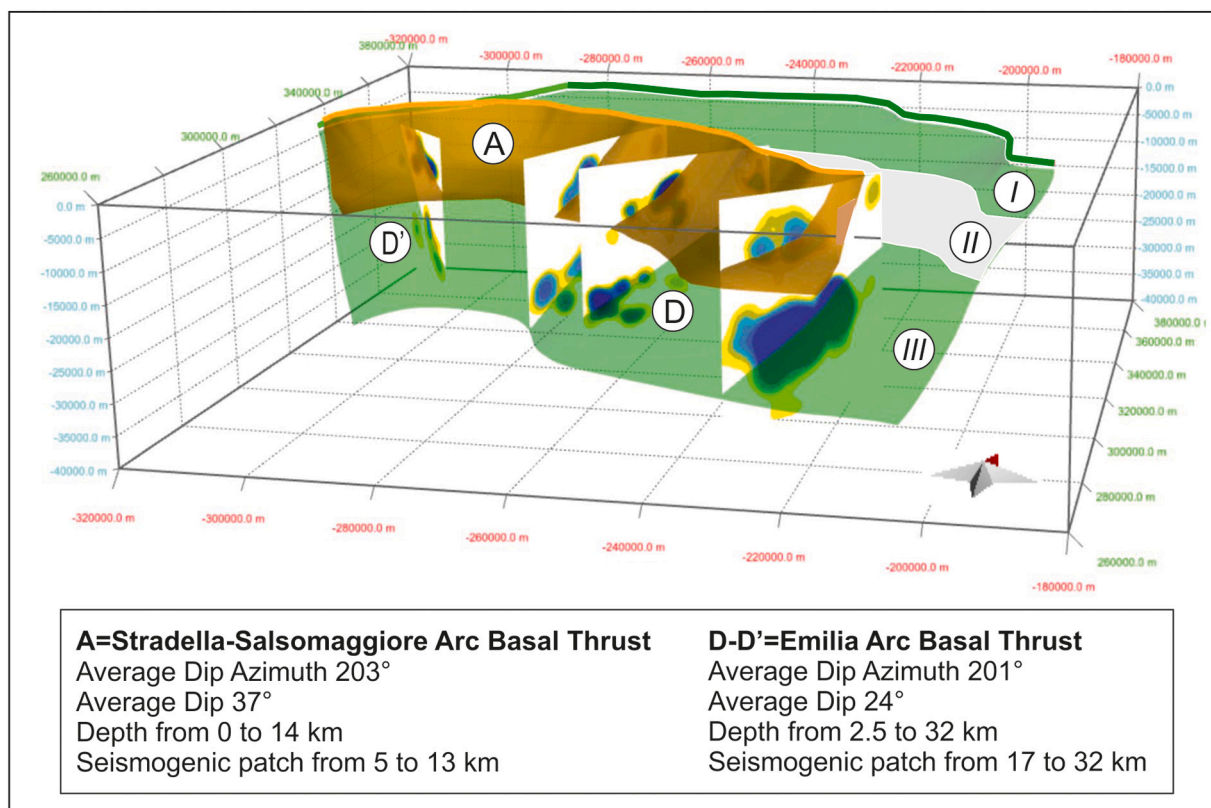 -320000.0 m
380000.0 m
-300000.0 m
-280000.0 m
-260000.0 m
-240000.0 m
-220000.0 m
-200000.0 m
-180000.0 m
340000.0 m
300000.0 m
260000.0 m
0.0 m
-5000.0 m
-10000.0 m
-15000.0 m
-20000.0 m
-25000.0 m
-30000.0 m
-35000.0 m
-40000.0 m
A
I
D’
II
D
III
0.0 m
-5000.0 m
-10000.0 m
-15000.0 m
-20000.0 m
-25000.0 m
-30000.0 m
-35000.0 m
-40000.0 m
380000.0 m
360000.0 m
340000.0 m
320000.0 m
300000.0 m
280000.0 m
260000.0 m
-320000.0 m
-300000.0 m
-280000.0 m
-260000.0 m
-240000.0 m
-220000.0 m
-200000.0 m
-180000.0 m
A=Stradella-Salsomaggiore Arc Basal Thrust
Average Dip Azimuth 203°
Average Dip 37°
Depth from 0 to 14 km
Seismogenic patch from 5 to 13 km
D-D’=Emilia Arc Basal Thrust
Average Dip Azimuth 201°
Average Dip 24°
Depth from 2.5 to 32 km
Seismogenic patch from 17 to 32 km